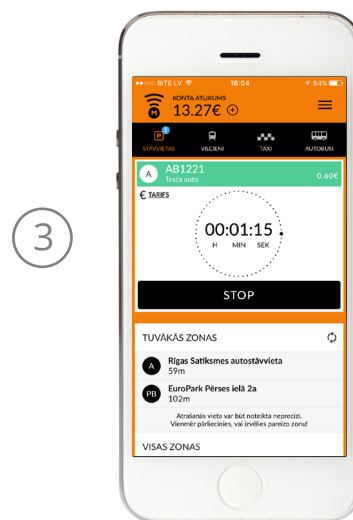 3
BITE LV 16:04 64%
KONTA ATLIKUMS
M 13.27€
P 1
STĀVVIETAS VILCIENI TAXI AUTOBUSI
A AB1221
Testa auto 0.60€
€ TARIFS
00:01:15
H MIN SEK
STOP
TUVĀKĀS ZONAS
A Rīgas Satiksmes autostāvvieta
59m
PB EuroPark Pērses ielā 2a
102m
Atrašanās vieta var būt noteikta neprecīzi.
Vienmēr pārliecinies, vai izvēlies pareizo zonu!
VISAS ZONAS